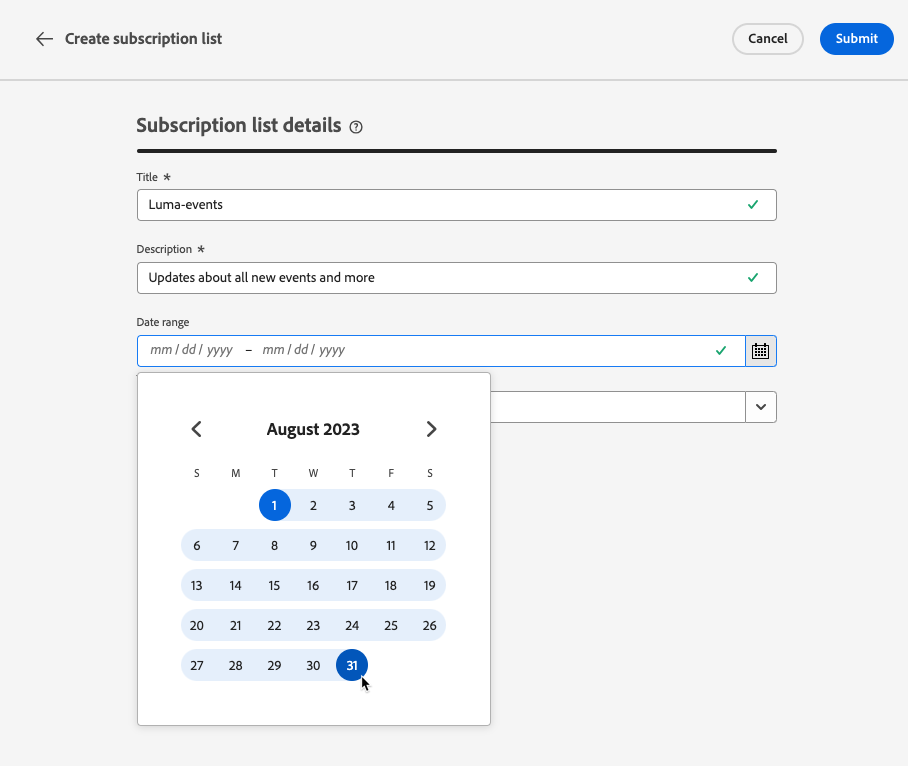 Create subscription list
Cancel
Submit
Subscription list details ?
Title *
Luma-events
Description *
Updates about all new events and more
Date range
mm / dd / yyyy – mm / dd / yyyy
August 2023
S M T W T F S
1 2 3 4 5
6 7 8 9 10 11 12
13 14 15 16 17 18 19
20 21 22 23 24 25 26
27 28 29 30 31